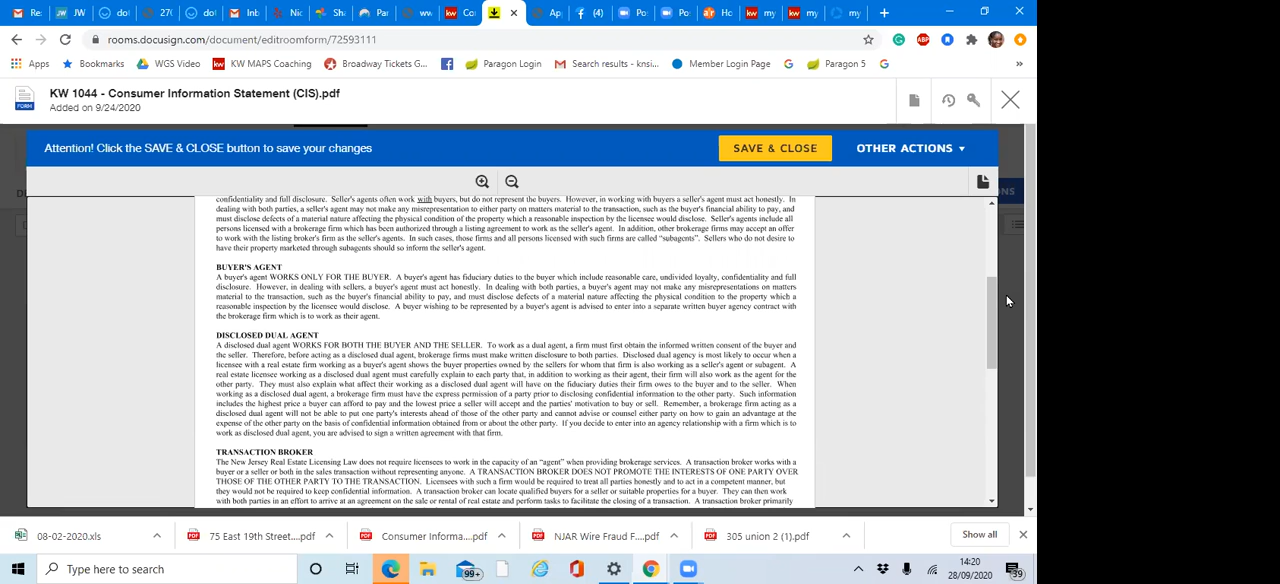 Re
JW
dot
270
dot
Inb
Nic
Sha
Par
ww
Co
Ap
(4)
Po
Po
Ho
my
my
my
rooms.docusign.com/document/editroomform/72593111
Apps
Bookmarks
WGS Video
KW MAPS Coaching
Broadway Tickets G...
Paragon Login
Search results - knsi...
Member Login Page
Paragon 5
»
KW 1044 - Consumer Information Statement (CIS).pdf
Added on 9/24/2020
FORM
Attention! Click the SAVE & CLOSE button to save your changes
SAVE & CLOSE
OTHER ACTIONS
confidentiality and full disclosure. Seller's agents often work with buyers, but do not represent the buyers. However, in working with buyers a seller's agent must act honestly. In
dealing with both parties, a seller's agent may not make any misrepresentation to either party on matters material to the transaction, such as the buyer's financial ability to pay, and
must disclose defects of a material nature affecting the physical condition of the property which a reasonable inspection by the licensee would disclose. Seller's agents include all
persons licensed with a brokerage firm which has been authorized through a listing agreement to work as the seller's agent. In addition, other brokerage firms may accept an offer
to work with the listing broker's firm as the seller's agents. In such cases, those firms and all persons licensed with such firms are called "subagents". Sellers who do not desire to
have their property marketed through subagents should so inform the seller's agent.
BUYER'S AGENT
A buyer's agent WORKS ONLY FOR THE BUYER. A buyer's agent has fiduciary duties to the buyer which include reasonable care, undivided loyalty, confidentiality and full
disclosure. However, in dealing with sellers, a buyer's agent must act honestly. In dealing with both parties, a buyer's agent may not make any misrepresentations on matters
material to the transaction, such as the buyer's financial ability to pay, and must disclose defects of a material nature affecting the physical condition to the property which a
reasonable inspection by the licensee would disclose. A buyer wishing to be represented by a buyer's agent is advised to enter into a separate written buyer agency contract with
the brokerage firm which is to work as their agent.
DISCLOSED DUAL AGENT
A disclosed dual agent WORKS FOR BOTH THE BUYER AND THE SELLER. To work as a dual agent, a firm must first obtain the informed written consent of the buyer and
the seller. Therefore, before acting as a disclosed dual agent, brokerage firms must make written disclosure to both parties. Disclosed dual agency is most likely to occur when a
licensee with a real estate firm working as a buyer's agent shows the buyer properties owned by the sellers for whom that firm is also working as a seller's agent or subagent. A
real estate licensee working as a disclosed dual agent must carefully explain to each party that, in addition to working as their agent, their firm will also work as the agent for the
other party. They must also explain what affect their working as a disclosed dual agent will have on the fiduciary duties their firm owes to the buyer and to the seller. When
working as a disclosed dual agent, a brokerage firm must have the express permission of a party prior to disclosing confidential information to the other party. Such information
includes the highest price a buyer can afford to pay and the lowest price a seller will accept and the parties' motivation to buy or sell. Remember, a brokerage firm acting as a
disclosed dual agent will not be able to put one party's interests ahead of those of the other party and cannot advise or counsel either party on how to gain an advantage at the
expense of the other party on the basis of confidential information obtained from or about the other party. If you decide to enter into an agency relationship with a firm which is to
work as disclosed dual agent, you are advised to sign a written agreement with that firm.
TRANSACTION BROKER
The New Jersey Real Estate Licensing Law does not require licensees to work in the capacity of an "agent" when providing brokerage services. A transaction broker works with a
buyer or a seller or both in the sales transaction without representing anyone. A TRANSACTION BROKER DOES NOT PROMOTE THE INTERESTS OF ONE PARTY OVER
THOSE OF THE OTHER PARTY TO THE TRANSACTION. Licensees with such a firm would be required to treat all parties honestly and to act in a competent manner, but
they would not be required to keep confidential information. A transaction broker can locate qualified buyers for a seller or suitable properties for a buyer. They can then work
with both parties in an effort to arrive at an agreement on the sale or rental of real estate and perform tasks to facilitate the closing of a transaction. A transaction broker primarily
08-02-2020.xls
75 East 19th Street....pdf
Consumer Informa....pdf
NJAR Wire Fraud F....pdf
305 union 2 (1).pdf
Show all
Type here to search
99+
14:20
28/09/2020
39